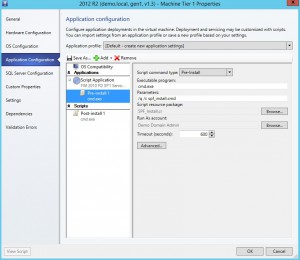 2012 R2 (demo.local, gen1, v1.3) - Machine Tier 1 Properties
General
Hardware Configuration
OS Configuration
Application Configuration
SQL Server Configuration
Custom Properties
Settings
Dependencies
Validation Errors
Application configuration
Configure application deployments in the virtual machine. Deployment and servicing may be customized with scripts. You can import settings from an application profile or save a new profile based on your settings.
Application profile: [Default - create new application settings]
Save As... Add Remove
OS Compatibility
Applications
Script Application
Pre-Install 1
cmd.exe
Scripts
Post-install 1
cmd.exe
Script command type: Pre-Install
Executable program:
cmd.exe
Parameters:
Script resource package:
Browse...
Run As account:
Demo Domain Admin
Browse...
Timeout (seconds): 600
Advanced...
View Script
OK
Cancel